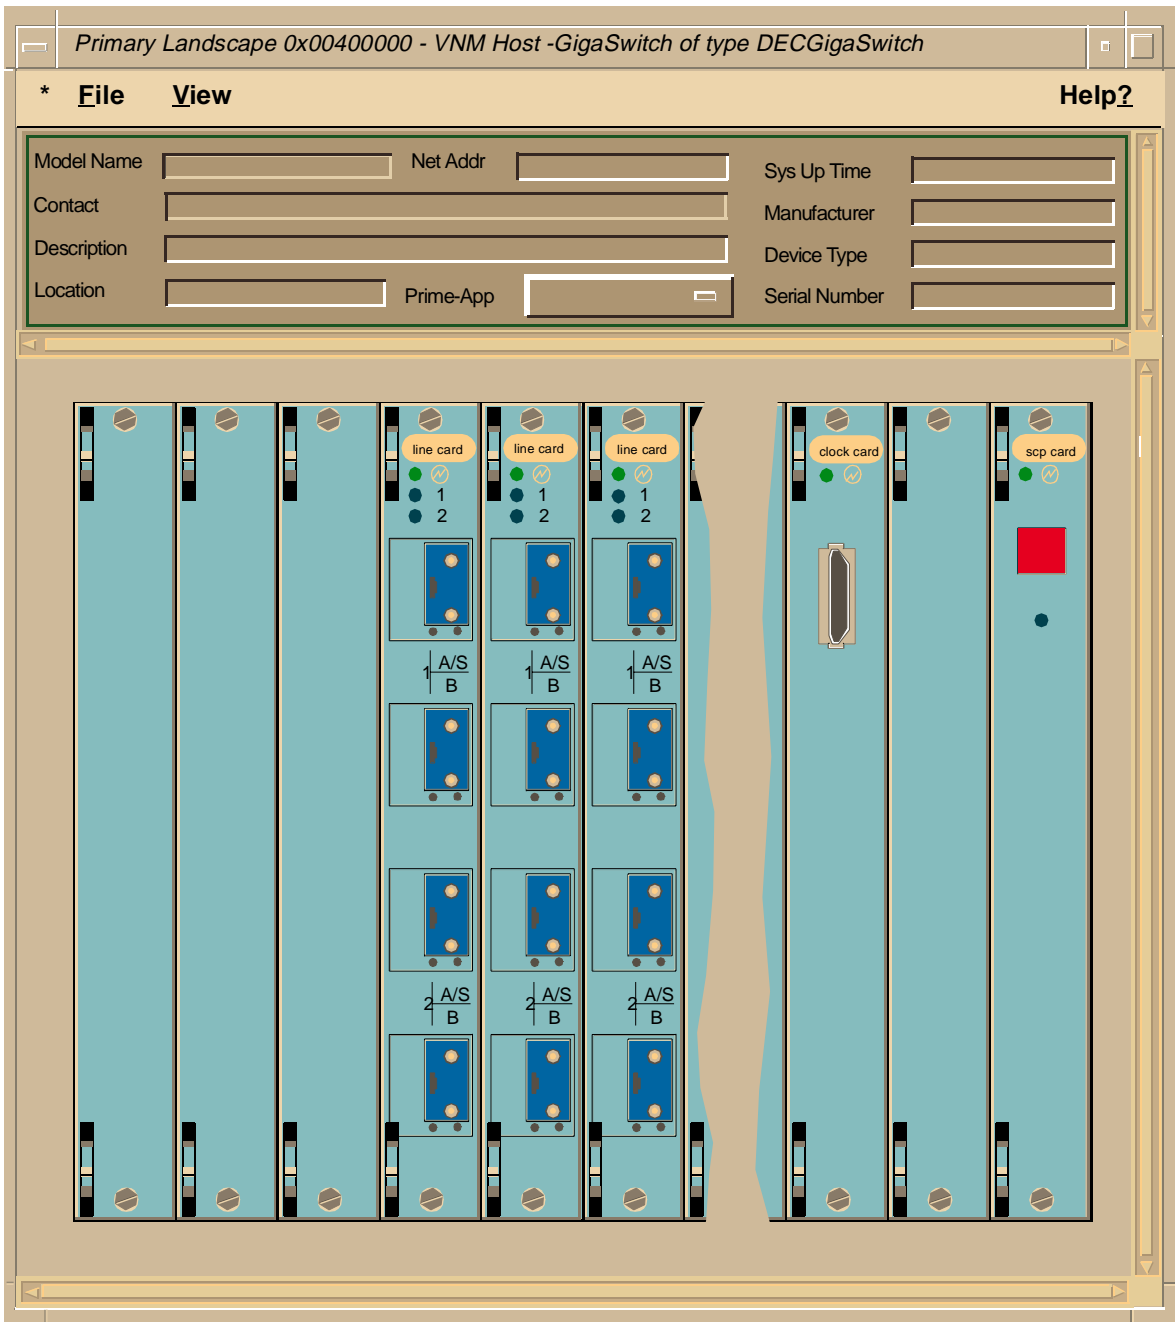 Primary Landscape 0x00400000 - VNM Host -GigaSwitch of type DECGigaSwitch
* File View Help?
Model Name Net Addr Sys Up Time
Contact Manufacturer
Description Device Type
Location Prime-App Serial Number
line card line card line card clock card scp card
1 1 1
2 2 2
1 A/S 1 A/S 1 A/S
B B B
2 A/S 2 A/S 2 A/S
B B B